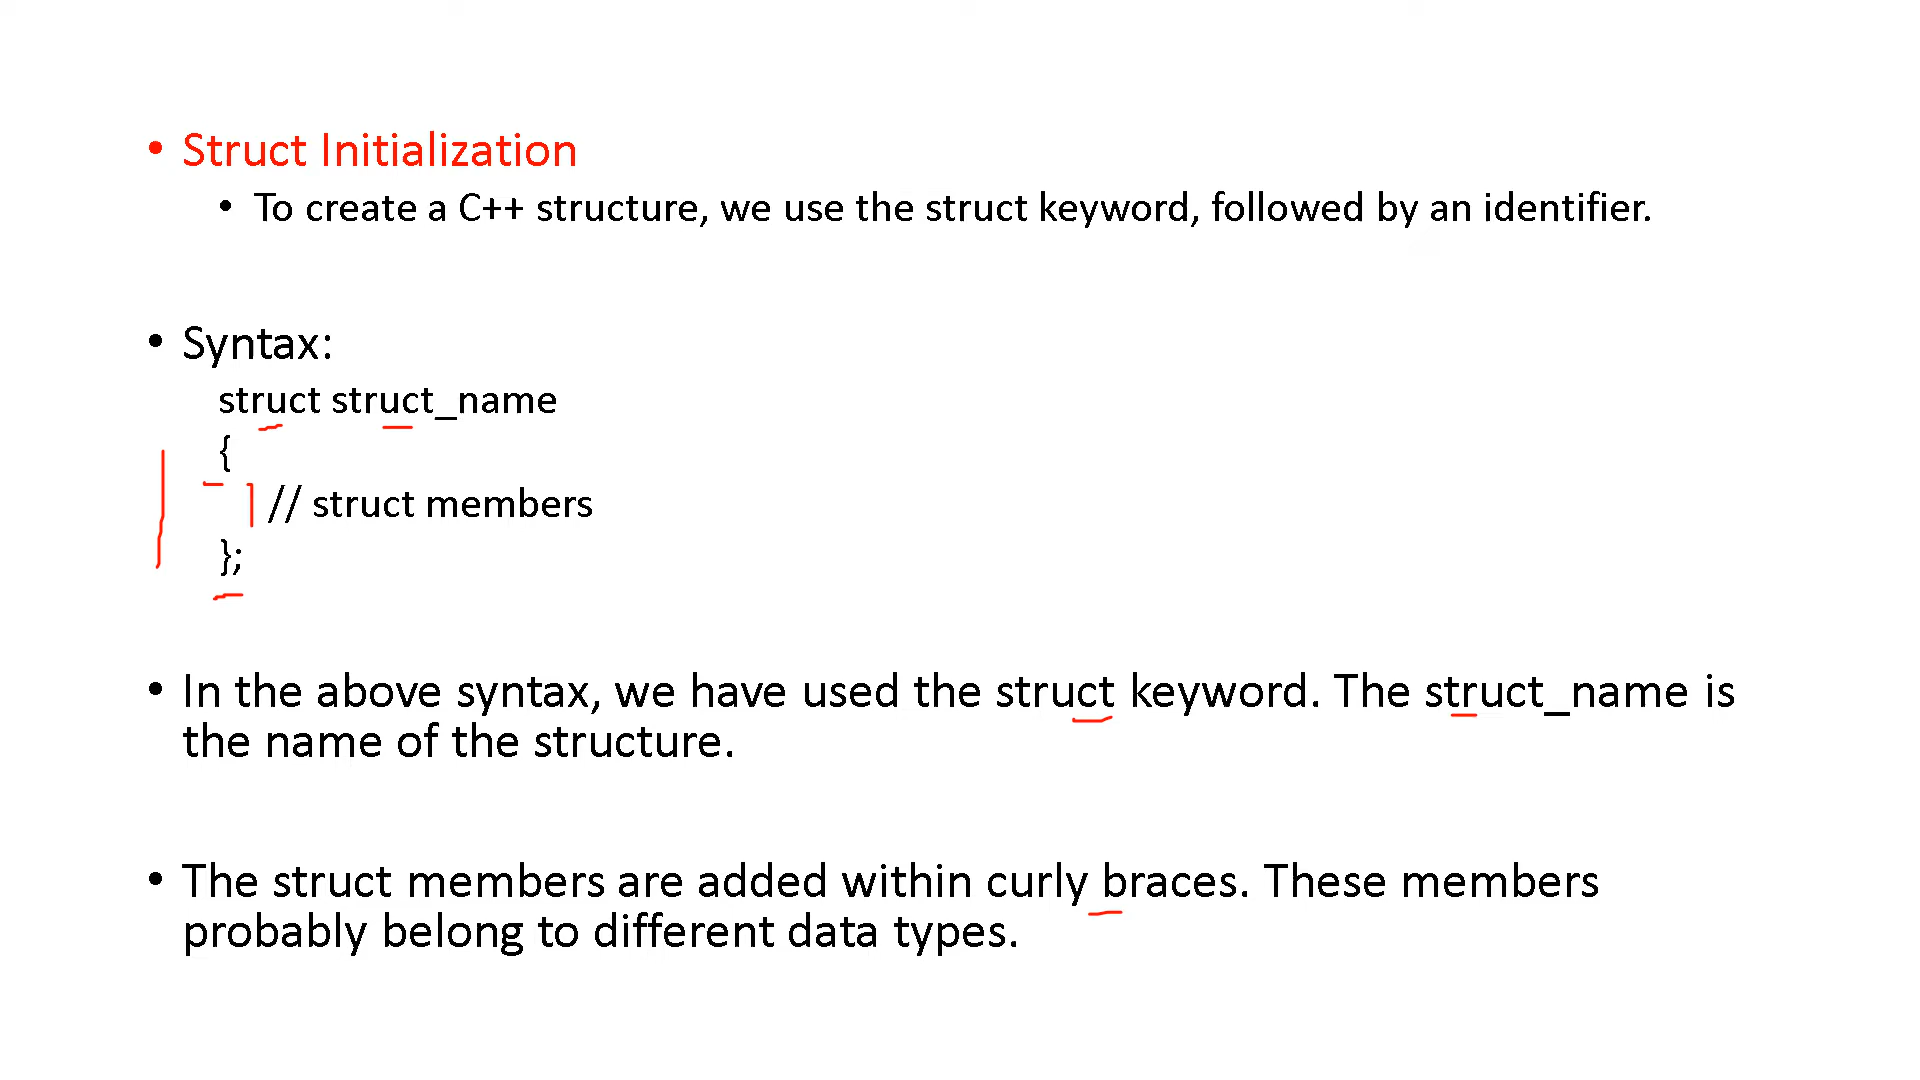 • Struct Initialization
• To create a C++ structure, we use the struct keyword, followed by an identifier.
• Syntax:
struct struct_name
{
// struct members
};
• In the above syntax, we have used the struct keyword. The struct_name is
the name of the structure.
• The struct members are added within curly braces. These members
probably belong to different data types.